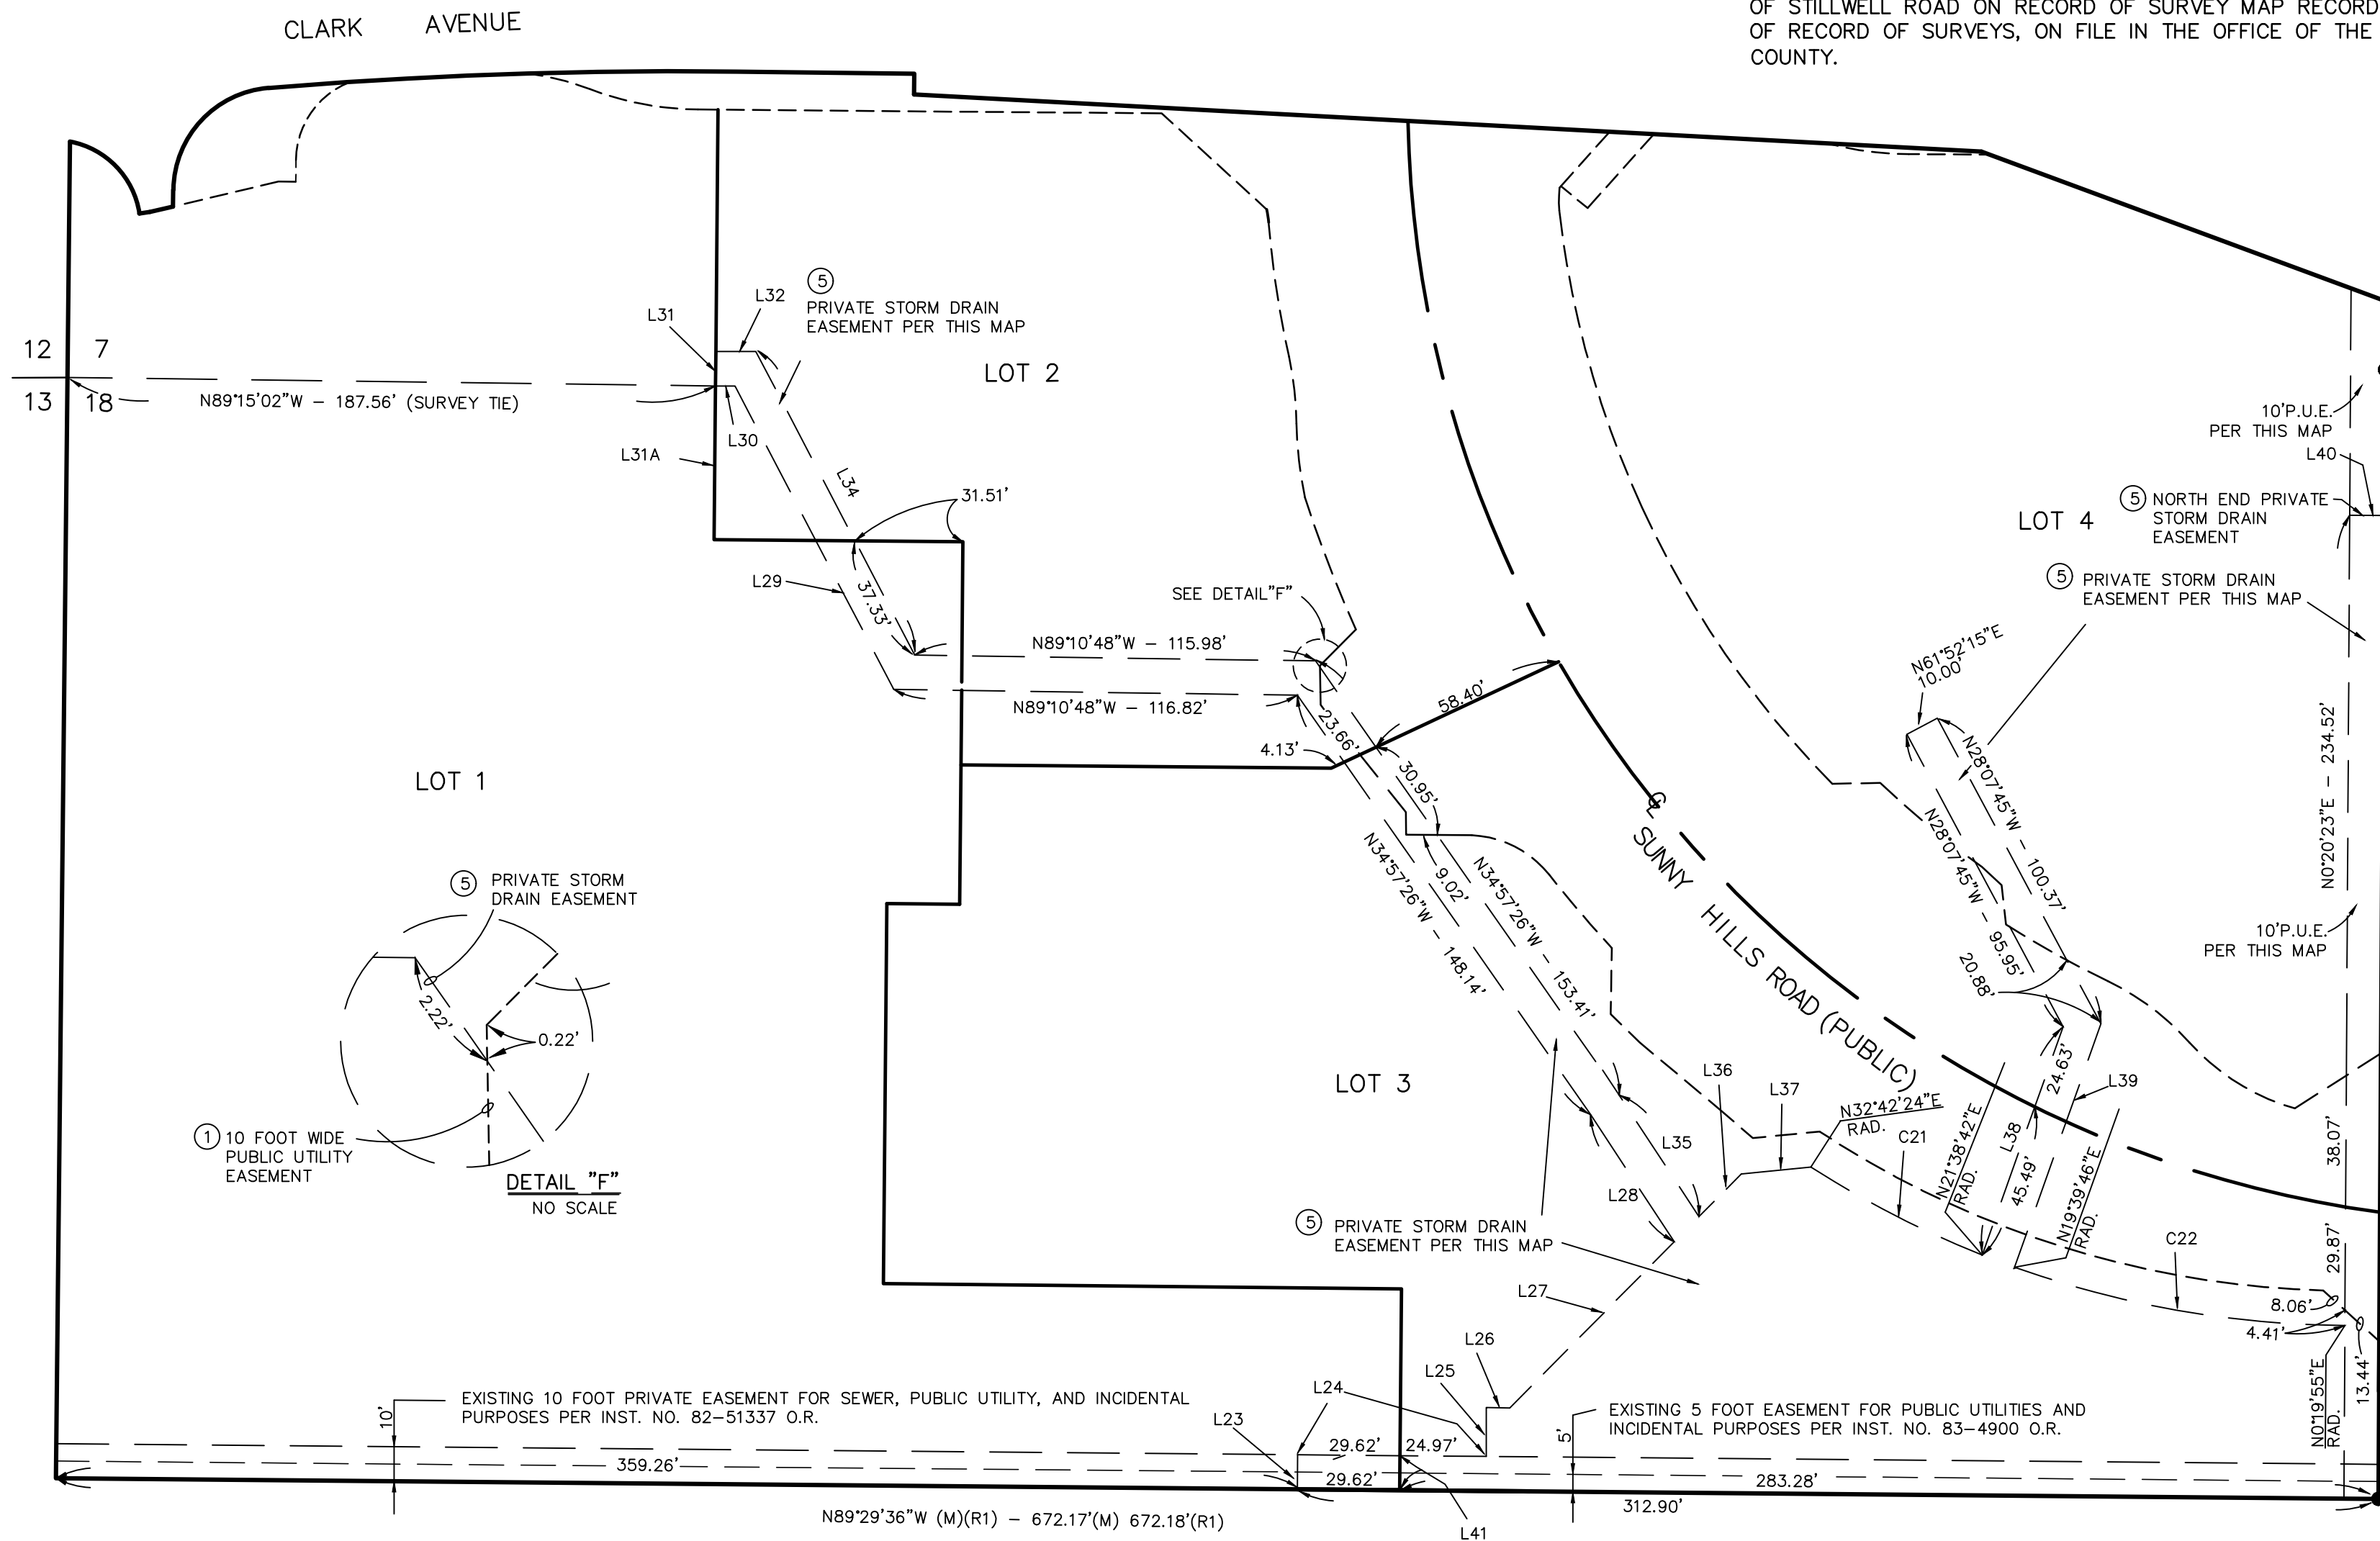 CLARK AVENUE
OF STILLWELL ROAD ON RECORD OF SURVEY MAP RECORD
OF RECORD OF SURVEYS, ON FILE IN THE OFFICE OF THE
COUNTY.
12 7
13 18
N89°15'02"W – 187.56' (SURVEY TIE)
L31
L32
5
PRIVATE STORM DRAIN
EASEMENT PER THIS MAP
LOT 2
L30
L31A
L34
31.51'
L29
37.33'
SEE DETAIL"F"
N89°10'48"W – 115.98'
N89°10'48"W – 116.82'
58.40'
23.66'
4.13'
30.95'
9.02'
N34°57'26"W - 148.14'
N34°57'26"W - 153.41'
LOT 1
℄ SUNNY HILLS ROAD (PUBLIC)
10'P.U.E.
PER THIS MAP
L40
5 NORTH END PRIVATE
STORM DRAIN
EASEMENT
LOT 4
5 PRIVATE STORM DRAIN
EASEMENT PER THIS MAP
N61°52'15"E
10.00'
N28°07'45"W - 100.37'
N28°07'45"W - 95.95'
20.88'
N0°20'23"E – 234.52'
10'P.U.E.
PER THIS MAP
5 PRIVATE STORM
DRAIN EASEMENT
2.22'
0.22'
1 10 FOOT WIDE
PUBLIC UTILITY
EASEMENT
DETAIL "F"
NO SCALE
LOT 3
L36
L37
N32°42'24"E
RAD.
C21
L35
L28
N21°38'42"E
RAD.
L38
45.49'
24.63'
L39
N19°39'46"E
RAD.
C22
38.07'
29.87'
8.06'
4.41'
N0°19'55"E
RAD.
13.44'
5 PRIVATE STORM DRAIN
EASEMENT PER THIS MAP
L27
L26
L25
L24
L23
EXISTING 10 FOOT PRIVATE EASEMENT FOR SEWER, PUBLIC UTILITY, AND INCIDENTAL
PURPOSES PER INST. NO. 82–51337 O.R.
10'
EXISTING 5 FOOT EASEMENT FOR PUBLIC UTILITIES AND
INCIDENTAL PURPOSES PER INST. NO. 83–4900 O.R.
5'
29.62' 24.97'
359.26'
29.62'
283.28'
312.90'
N89°29'36"W (M)(R1) – 672.17'(M) 672.18'(R1)
L41